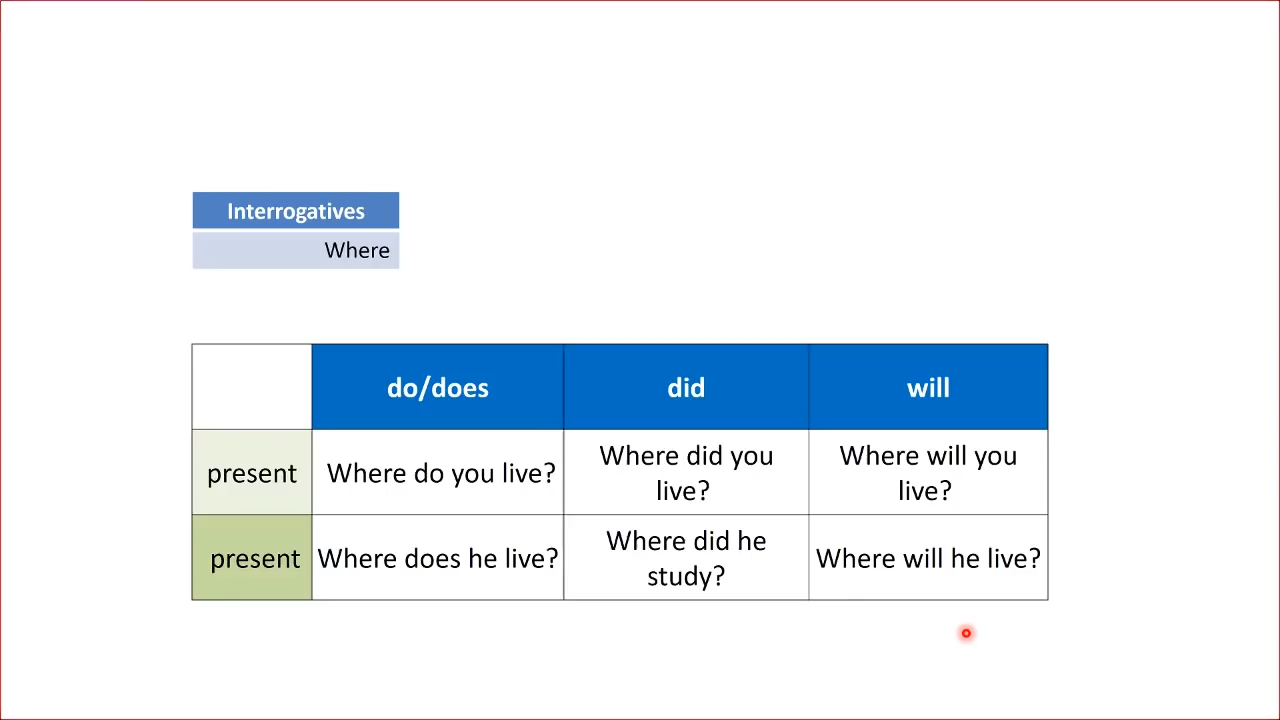 Interrogatives
Where
do/does
did
will
present
Where do you live?
Where did you
live?
Where will you
live?
present
Where does he live?
Where did he
study?
Where will he live?